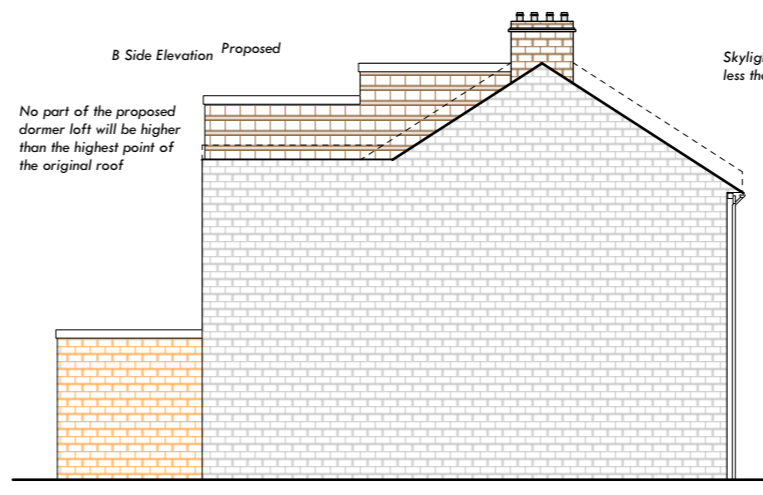 B Side Elevation Proposed
No part of the proposed
dormer loft will be higher
than the highest point of
the original roof
less